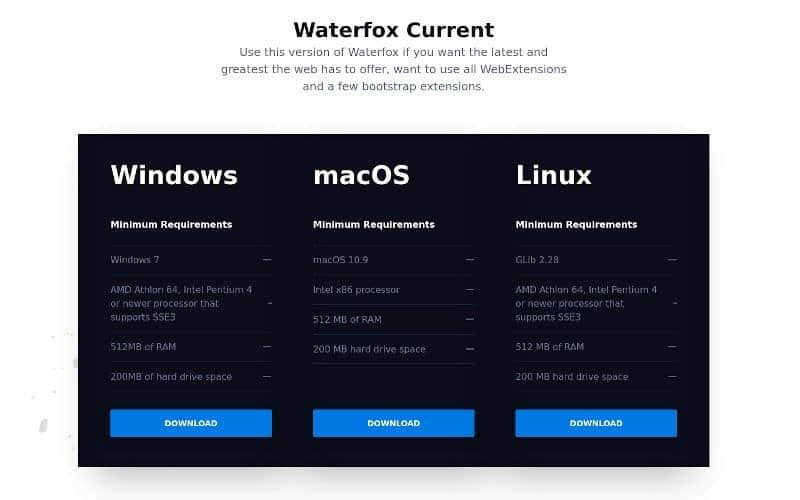 Waterfox Current
Use this version of Waterfox if you want the latest and
greatest the web has to offer, want to use all WebExtensions
and a few bootstrap extensions.
Windows
Minimum Requirements
Windows 7 —
AMD Athlon 64, Intel Pentium 4
or newer processor that
supports SSE3 –
512MB of RAM —
200MB of hard drive space —
DOWNLOAD
macOS
Minimum Requirements
macOS 10.9 —
Intel x86 processor —
512 MB of RAM —
200 MB hard drive space —
DOWNLOAD
Linux
Minimum Requirements
GLib 2.28 —
AMD Athlon 64, Intel Pentium 4
or newer processor that
supports SSE3 –
512 MB of RAM —
200 MB hard drive space —
DOWNLOAD